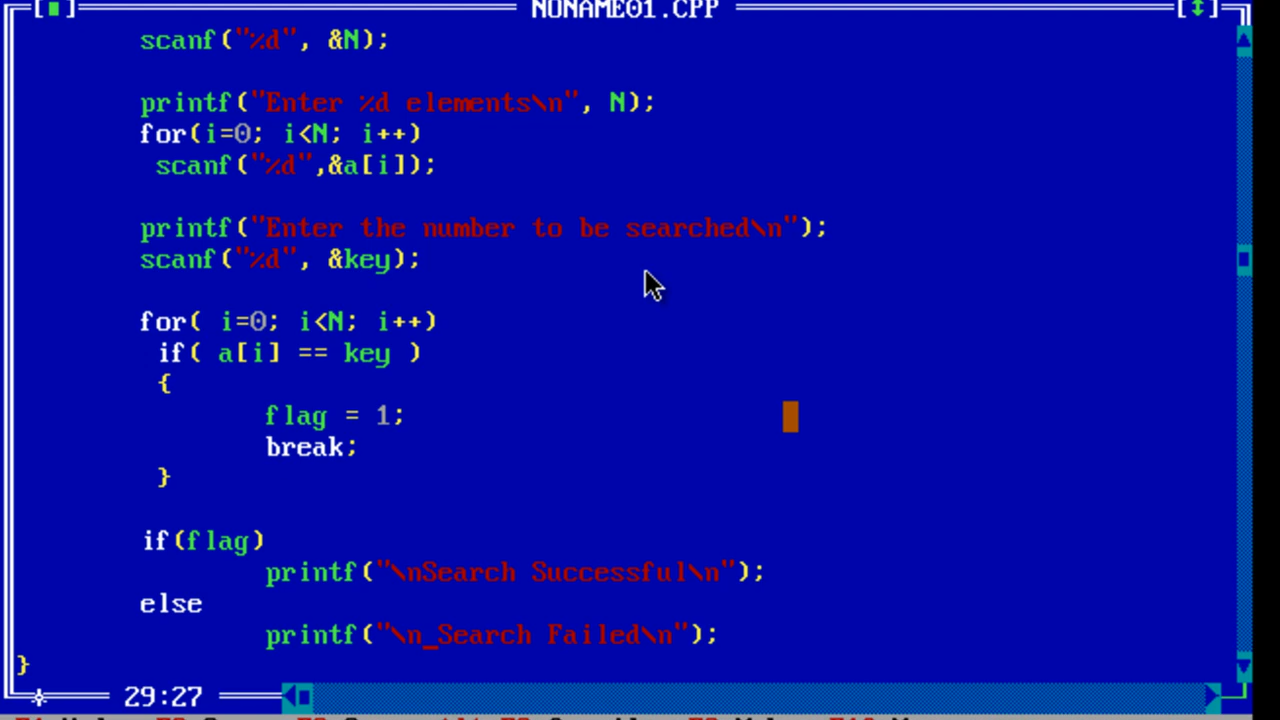 NONAME01.CPP
scanf("%d", &N);
printf("Enter %d elements\n", N);
for(i=0; i<N; i++)
scanf("%d",&a[i]);
printf("Enter the number to be searched\n");
scanf("%d", &key);
for( i=0; i<N; i++)
if( a[i] == key )
{
flag = 1;
break;
}
if(flag)
printf("\nSearch Successful\n");
else
printf("\n_Search Failed\n");
}
29:27